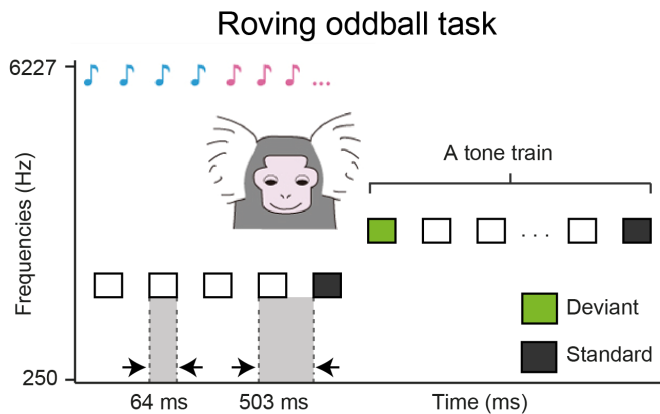 Roving oddball task
6227
...
A tone train
Frequencies (Hz)
. . .
Deviant
Standard
250
64 ms
503 ms
Time (ms)